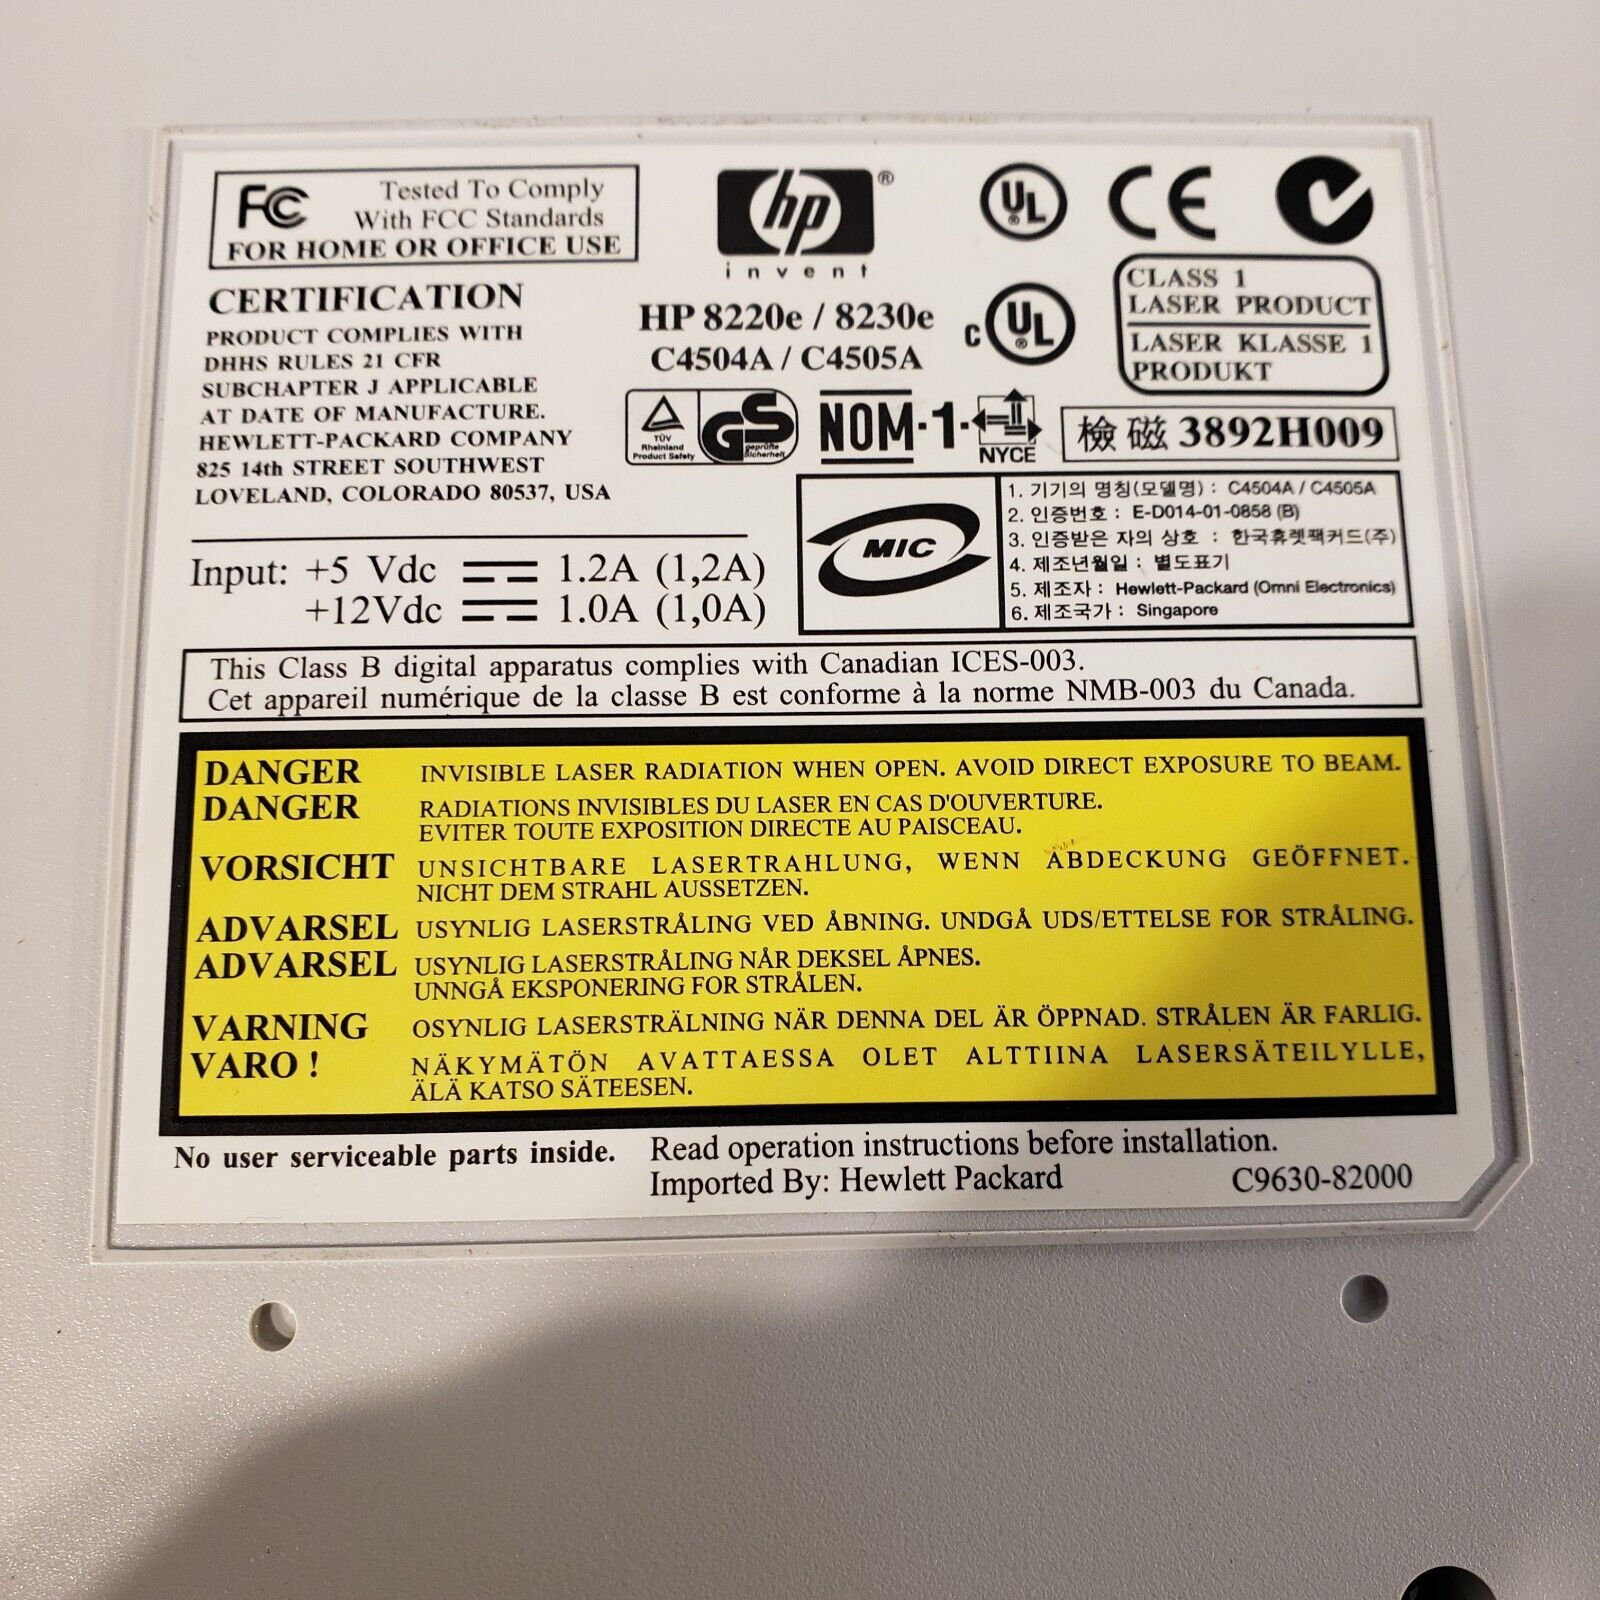 FC
Tested To Comply
With FCC Standards
FOR HOME OR OFFICE USE
CERTIFICATION
PRODUCT COMPLIES WITH
DHHS RULES 21 CFR
SUBCHAPTER J APPLICABLE
AT DATE OF MANUFACTURE.
HEWLETT-PACKARD COMPANY
825 14th STREET SOUTHWEST
LOVELAND, COLORADO 80537, USA
hp ®
invent
HP 8220e / 8230e
C4504A / C4505A
UL ®
CE
c UL ®
CLASS 1
LASER PRODUCT
LASER KLASSE 1
PRODUKT
TÜV
Rheinland
Product Safety
GS
geprüfte
Sicherheit
NOM-1-
NYCE
檢磁 3892H009
Input: +5 Vdc 1.2A (1,2A)
+12Vdc 1.0A (1,0A)
MIC
1. 기기의 명칭(모델명) : C4504A / C4505A
2. 인증번호 : E-D014-01-0858 (B)
3. 인증받은 자의 상호 : 한국휴렛팩커드(주)
4. 제조년월일 : 별도표기
5. 제조자 : Hewlett-Packard (Omni Electronics)
6. 제조국가 : Singapore
This Class B digital apparatus complies with Canadian ICES-003.
Cet appareil numérique de la classe B est conforme à la norme NMB-003 du Canada.
DANGER INVISIBLE LASER RADIATION WHEN OPEN. AVOID DIRECT EXPOSURE TO BEAM.
DANGER RADIATIONS INVISIBLES DU LASER EN CAS D'OUVERTURE.
EVITER TOUTE EXPOSITION DIRECTE AU PAISCEAU.
VORSICHT UNSICHTBARE LASERTRAHLUNG, WENN ABDECKUNG GEÖFFNET.
NICHT DEM STRAHL AUSSETZEN.
ADVARSEL USYNLIG LASERSTRÅLING VED ÅBNING. UNDGÅ UDS/ETTELSE FOR STRÅLING.
ADVARSEL USYNLIG LASERSTRÅLING NÅR DEKSEL ÅPNES.
UNNGÅ EKSPONERING FOR STRÅLEN.
VARNING OSYNLIG LASERSTRÄLNING NÄR DENNA DEL ÄR ÖPPNAD. STRÅLEN ÄR FARLIG.
VARO ! NÄKYMÄTÖN AVATTAESSA OLET ALTTIINA LASERSÄTEILYLLE,
ÄLÄ KATSO SÄTEESEN.
No user serviceable parts inside. Read operation instructions before installation.
Imported By: Hewlett Packard C9630-82000